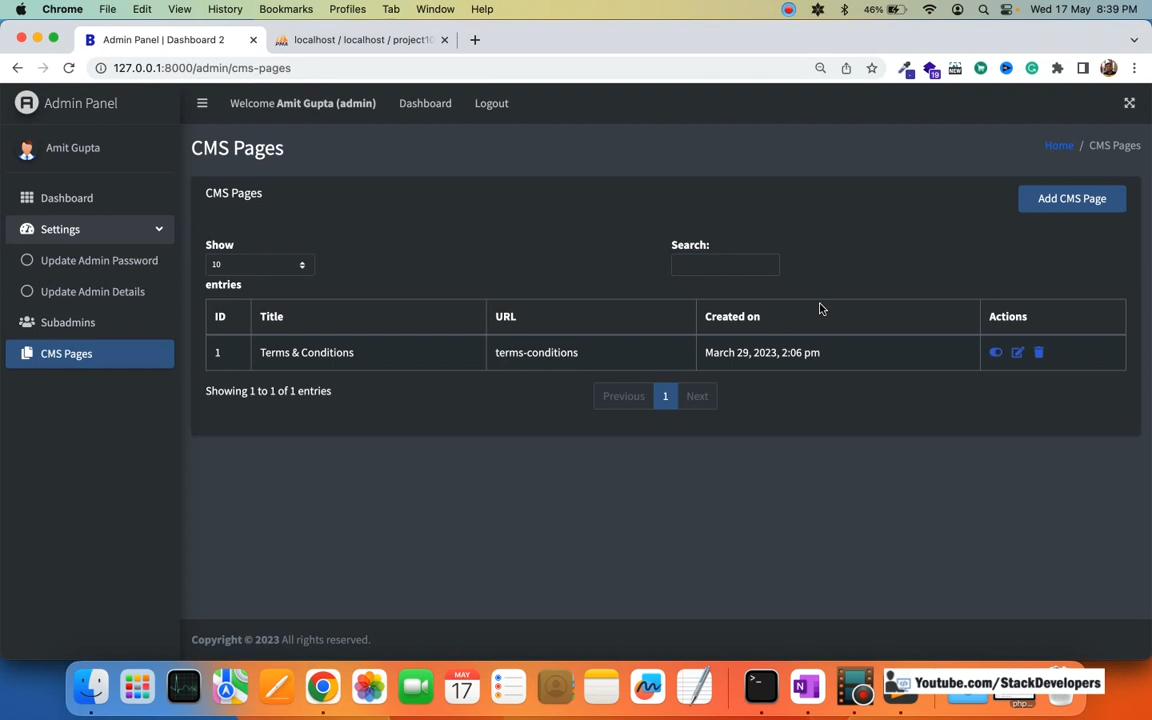 Chrome File Edit View History Bookmarks Profiles Tab Window Help 46% Wed 17 May 8:39 PM
Admin Panel | Dashboard 2 localhost / localhost / project10
127.0.0.1:8000/admin/cms-pages NEW 19
A Admin Panel Welcome Amit Gupta (admin) Dashboard Logout
Amit Gupta
CMS Pages Home / CMS Pages
Dashboard
Settings
Update Admin Password
Update Admin Details
Subadmins
CMS Pages
CMS Pages Add CMS Page
Show Search:
10
entries
ID Title URL Created on Actions
1 Terms & Conditions terms-conditions March 29, 2023, 2:06 pm
Showing 1 to 1 of 1 entries Previous 1 Next
Copyright © 2023 All rights reserved.
MAY
17
Youtube.com/StackDevelopers
php...